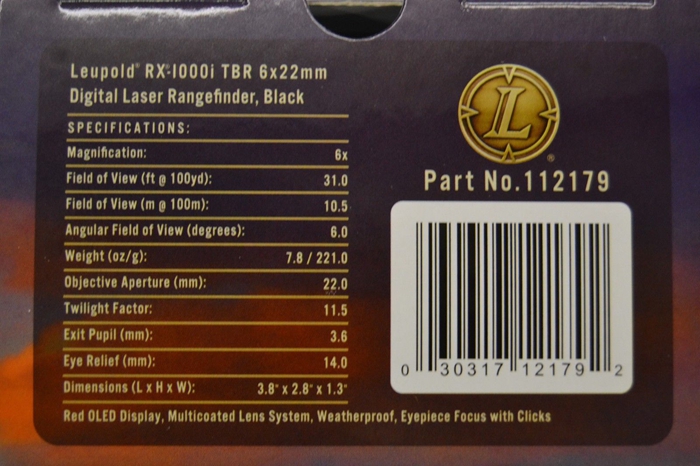 Leupold® RX-1000i TBR 6x22mm
Digital Laser Rangefinder, Black
SPECIFICATIONS:
Magnification: 6x
Field of View (ft @ 100yd): 31.0
Field of View (m @ 100m): 10.5
Angular Field of View (degrees): 6.0
Weight (oz/g): 7.8 / 221.0
Objective Aperture (mm): 22.0
Twilight Factor: 11.5
Exit Pupil (mm): 3.6
Eye Relief (mm): 14.0
Dimensions (L x H x W): 3.8" x 2.8" x 1.3"
Red OLED Display, Multicoated Lens System, Weatherproof, Eyepiece Focus with Clicks
L
®
Part No.112179
0 30317 12179 2